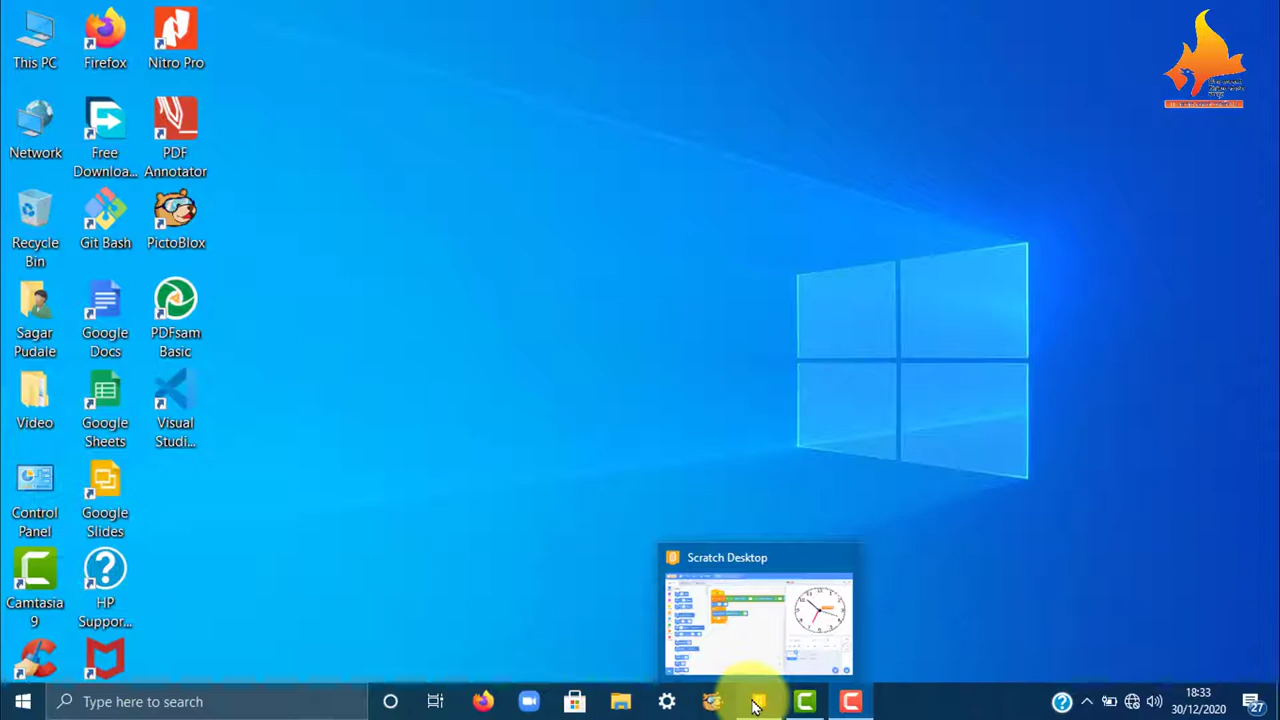 This PC
Firefox
Nitro Pro
Network
Free
Downloa...
PDF
Annotator
Recycle
Bin
Git Bash
PictoBlox
Sagar
Pudale
Google
Docs
PDFsam
Basic
Video
Google
Sheets
Visual
Studi...
Control
Panel
Google
Slides
Camtasia
9
HP
Suppor...
Scratch Desktop
Type here to search
18:33
30/12/2020
27